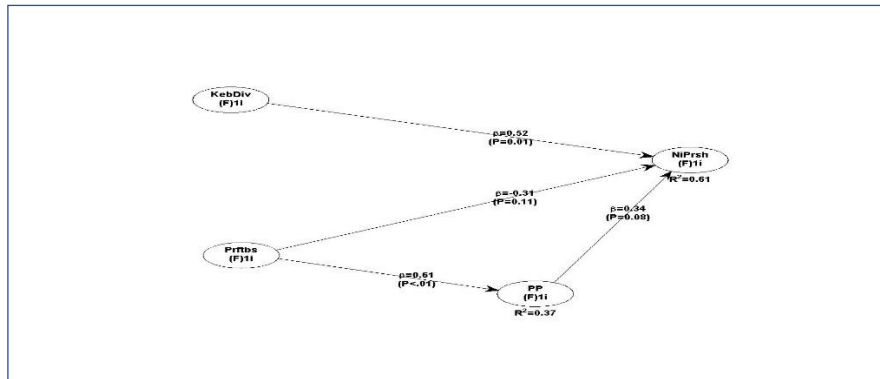 KebDiv
(F)1i
β=0.52
(P=0.01)
NiPrsh
(F)1i
R²=0.61
β=-0.31
(P=0.11)
β=0.34
(P=0.08)
Prftbs
(F)1i
β=0.61
(P<.01)
PP
(F)1i
R²=0.37